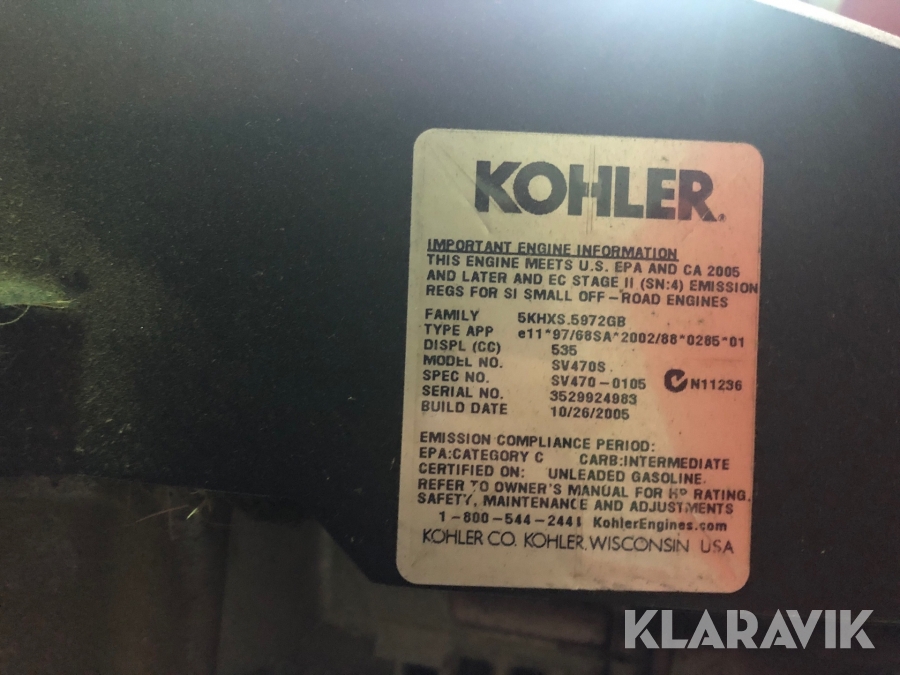 KOHLER.
IMPORTANT ENGINE INFORMATION
THIS ENGINE MEETS U.S. EPA AND CA 2005
AND LATER AND EC STAGE II (SN:4) EMISSION
REGS FOR SI SMALL OFF-ROAD ENGINES
FAMILY 5KHXS.5972GB
TYPE APP e11*97/68SA*2002/88*0285*01
DISPL (CC) 535
MODEL NO. SV470S
SPEC NO. SV470-0105 N11236
SERIAL NO. 3529924983
BUILD DATE 10/26/2005
EMISSION COMPLIANCE PERIOD:
EPA:CATEGORY C CARB:INTERMEDIATE
CERTIFIED ON: UNLEADED GASOLINE.
REFER TO OWNER'S MANUAL FOR HP RATING,
SAFETY, MAINTENANCE AND ADJUSTMENTS
1-800-544-2441 KohlerEngines.com
KOHLER CO. KOHLER, WISCONSIN USA
KLARAVIK